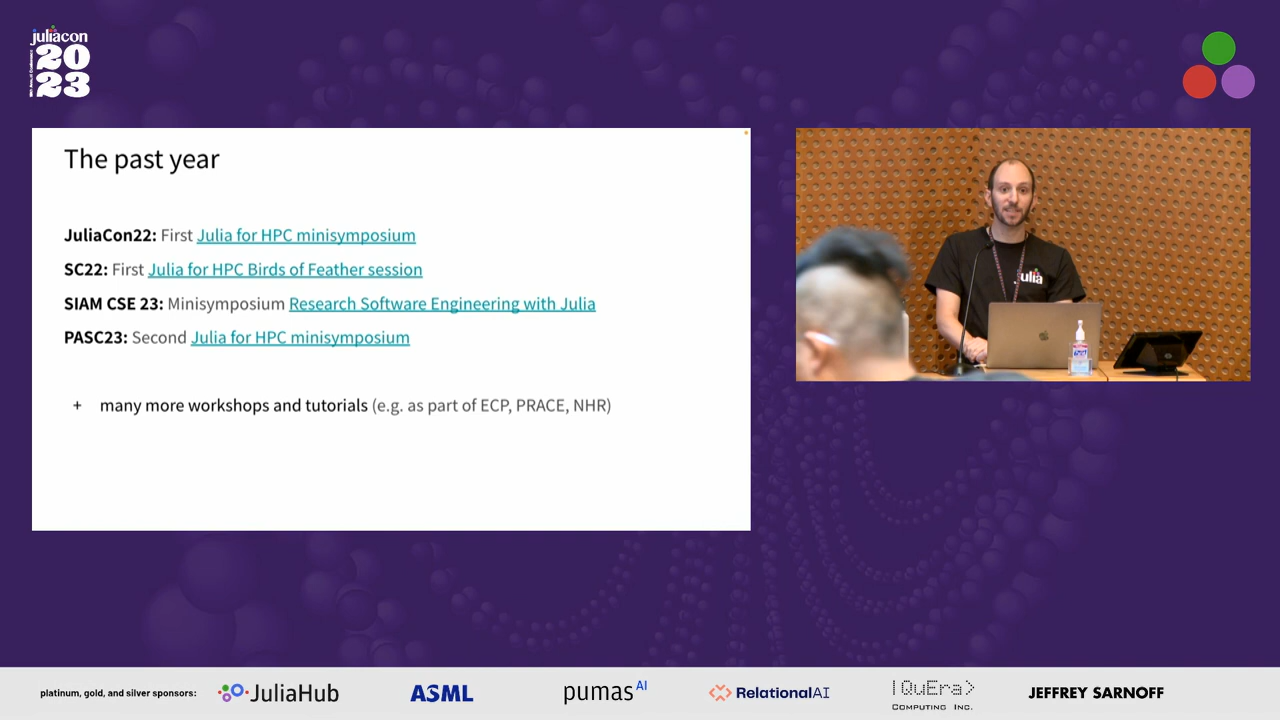 juliacon
20
23
The past year
JuliaCon22: First Julia for HPC minisymposium
SC22: First Julia for HPC Birds of Feather session
SIAM CSE 23: Minisymposium Research Software Engineering with Julia
PASC23: Second Julia for HPC minisymposium
+ many more workshops and tutorials (e.g. as part of ECP, PRACE, NHR)
julia
platinum, gold, and silver sponsors:
JuliaHub
ASML
pumas AI
RelationalAI
|QuEra>
COMPUTING INC.
JEFFREY SARNOFF